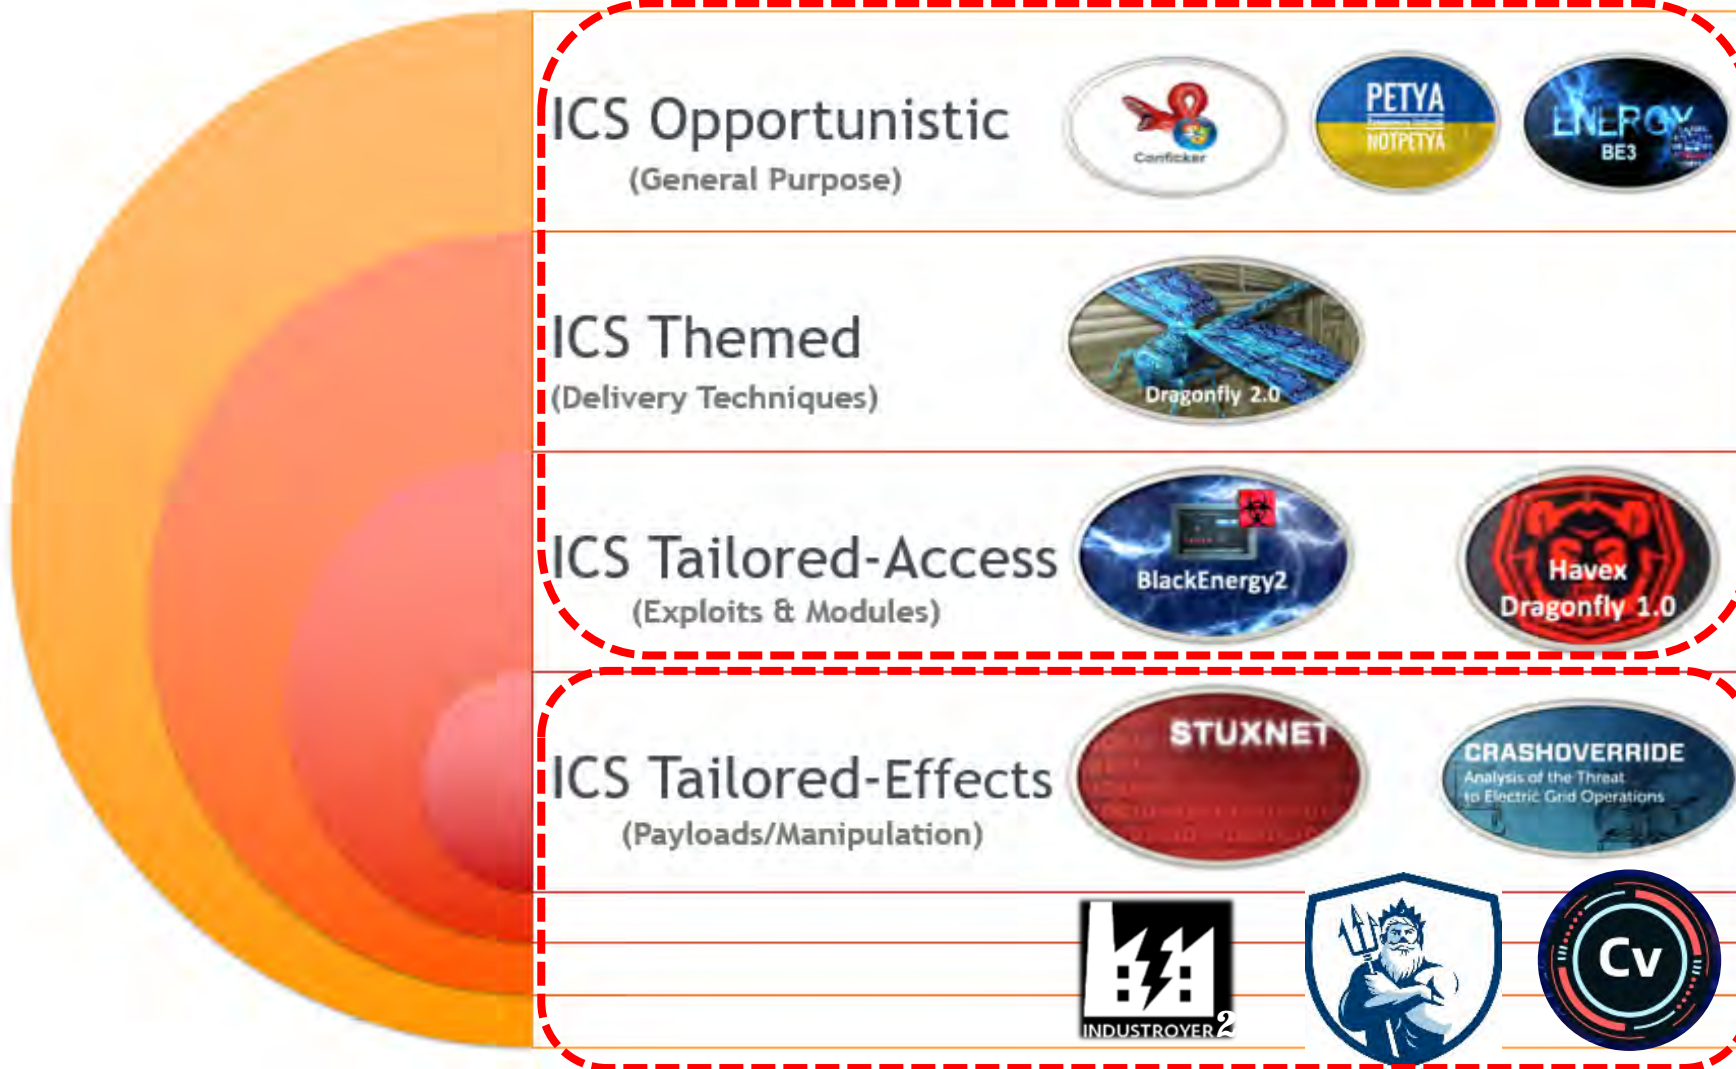 ICS Opportunistic
(General Purpose)
Conficker
PETYA
NOTPETYA
ENERGY
BE3
ICS Themed
(Delivery Techniques)
Dragonfly 2.0
ICS Tailored-Access
(Exploits & Modules)
BlackEnergy2
Havex
Dragonfly 1.0
ICS Tailored-Effects
(Payloads/Manipulation)
STUXNET
CRASHOVERRIDE
Analysis of the Threat
to Electric Grid Operations
INDUSTROYER 2
Cv